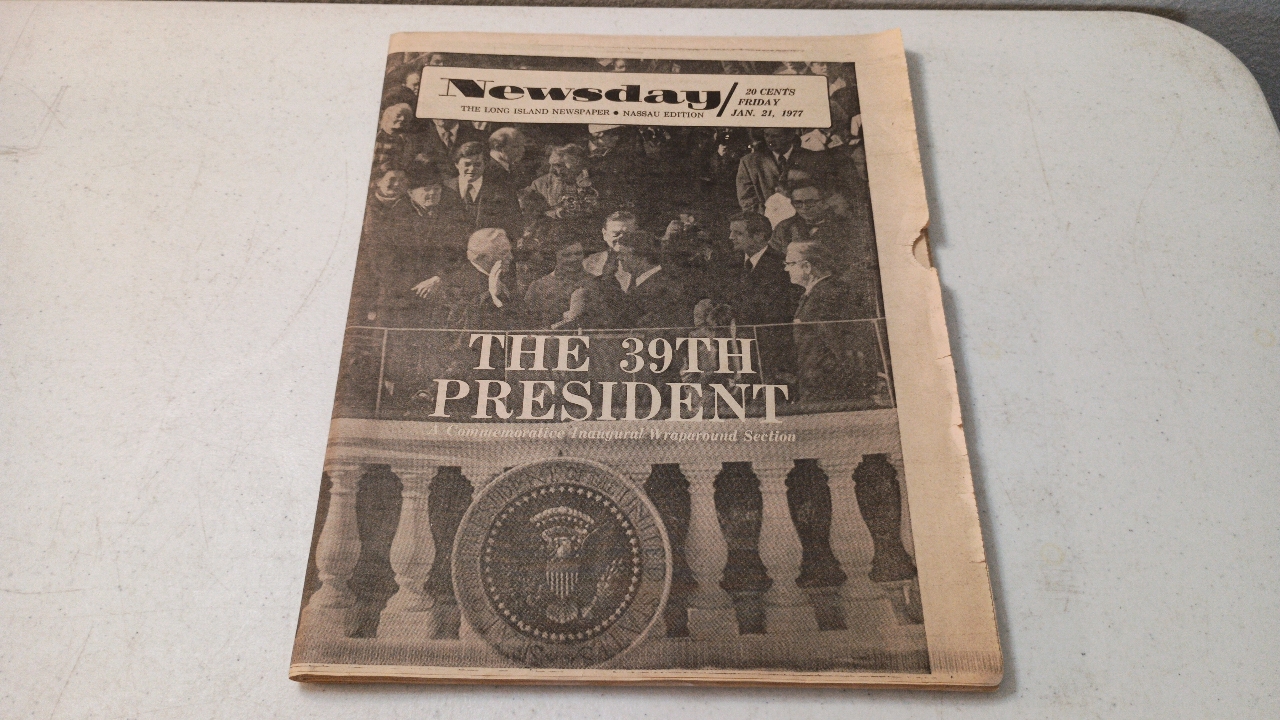 Newsday/
20 CENTS
FRIDAY
JAN. 21, 1977
THE LONG ISLAND NEWSPAPER • NASSAU EDITION
THE 39TH
PRESIDENT
A Commemorative Inaugural Wraparound Section